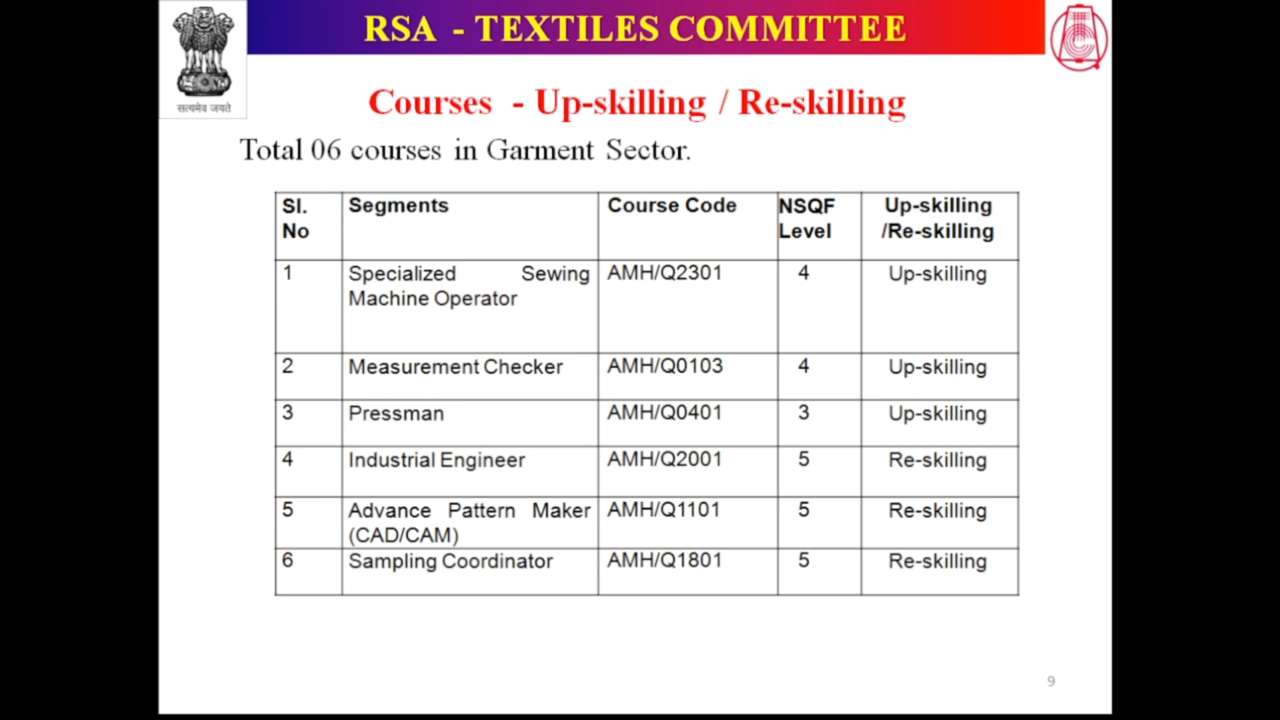 RSA - TEXTILES COMMITTEE
सत्यमेव जयते
Courses - Up-skilling / Re-skilling
Total 06 courses in Garment Sector.
Sl. No Segments Course Code NSQF Level Up-skilling /Re-skilling
1 Specialized Sewing Machine Operator AMH/Q2301 4 Up-skilling
2 Measurement Checker AMH/Q0103 4 Up-skilling
3 Pressman AMH/Q0401 3 Up-skilling
4 Industrial Engineer AMH/Q2001 5 Re-skilling
5 Advance Pattern Maker (CAD/CAM) AMH/Q1101 5 Re-skilling
6 Sampling Coordinator AMH/Q1801 5 Re-skilling
9